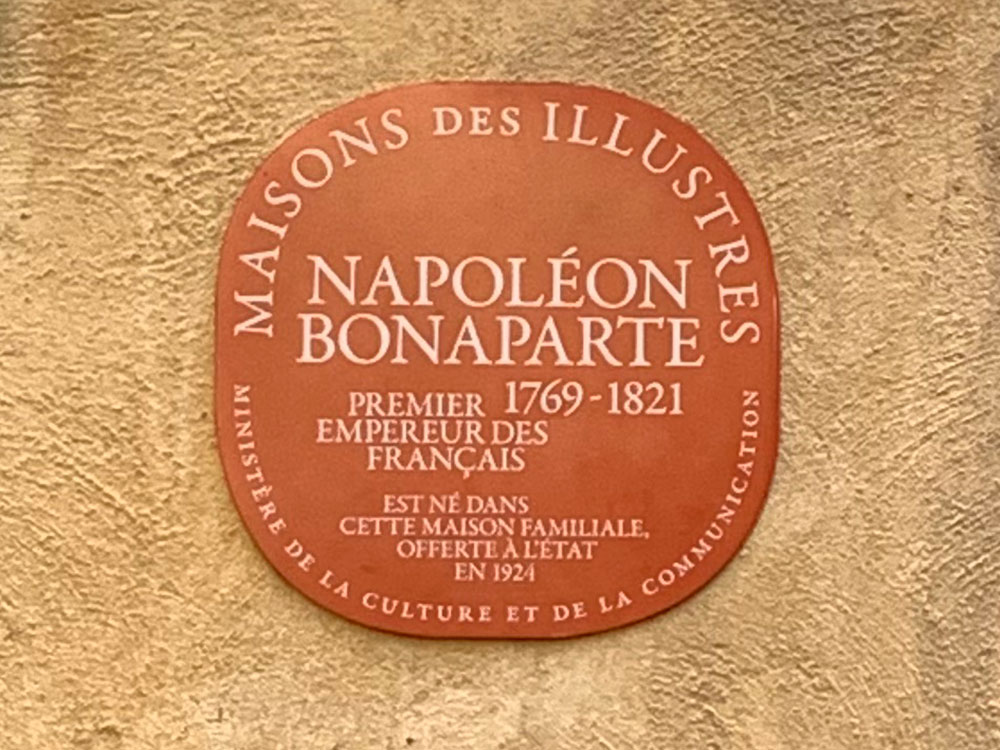 MAISONS DES ILLUSTRES
NAPOLÉON
BONAPARTE
1769-1821
PREMIER
EMPEREUR DES
FRANÇAIS
EST NÉ DANS
CETTE MAISON FAMILIALE,
OFFERTE À L'ÉTAT
EN 1924
MINISTÈRE DE LA CULTURE ET DE LA COMMUNICATION